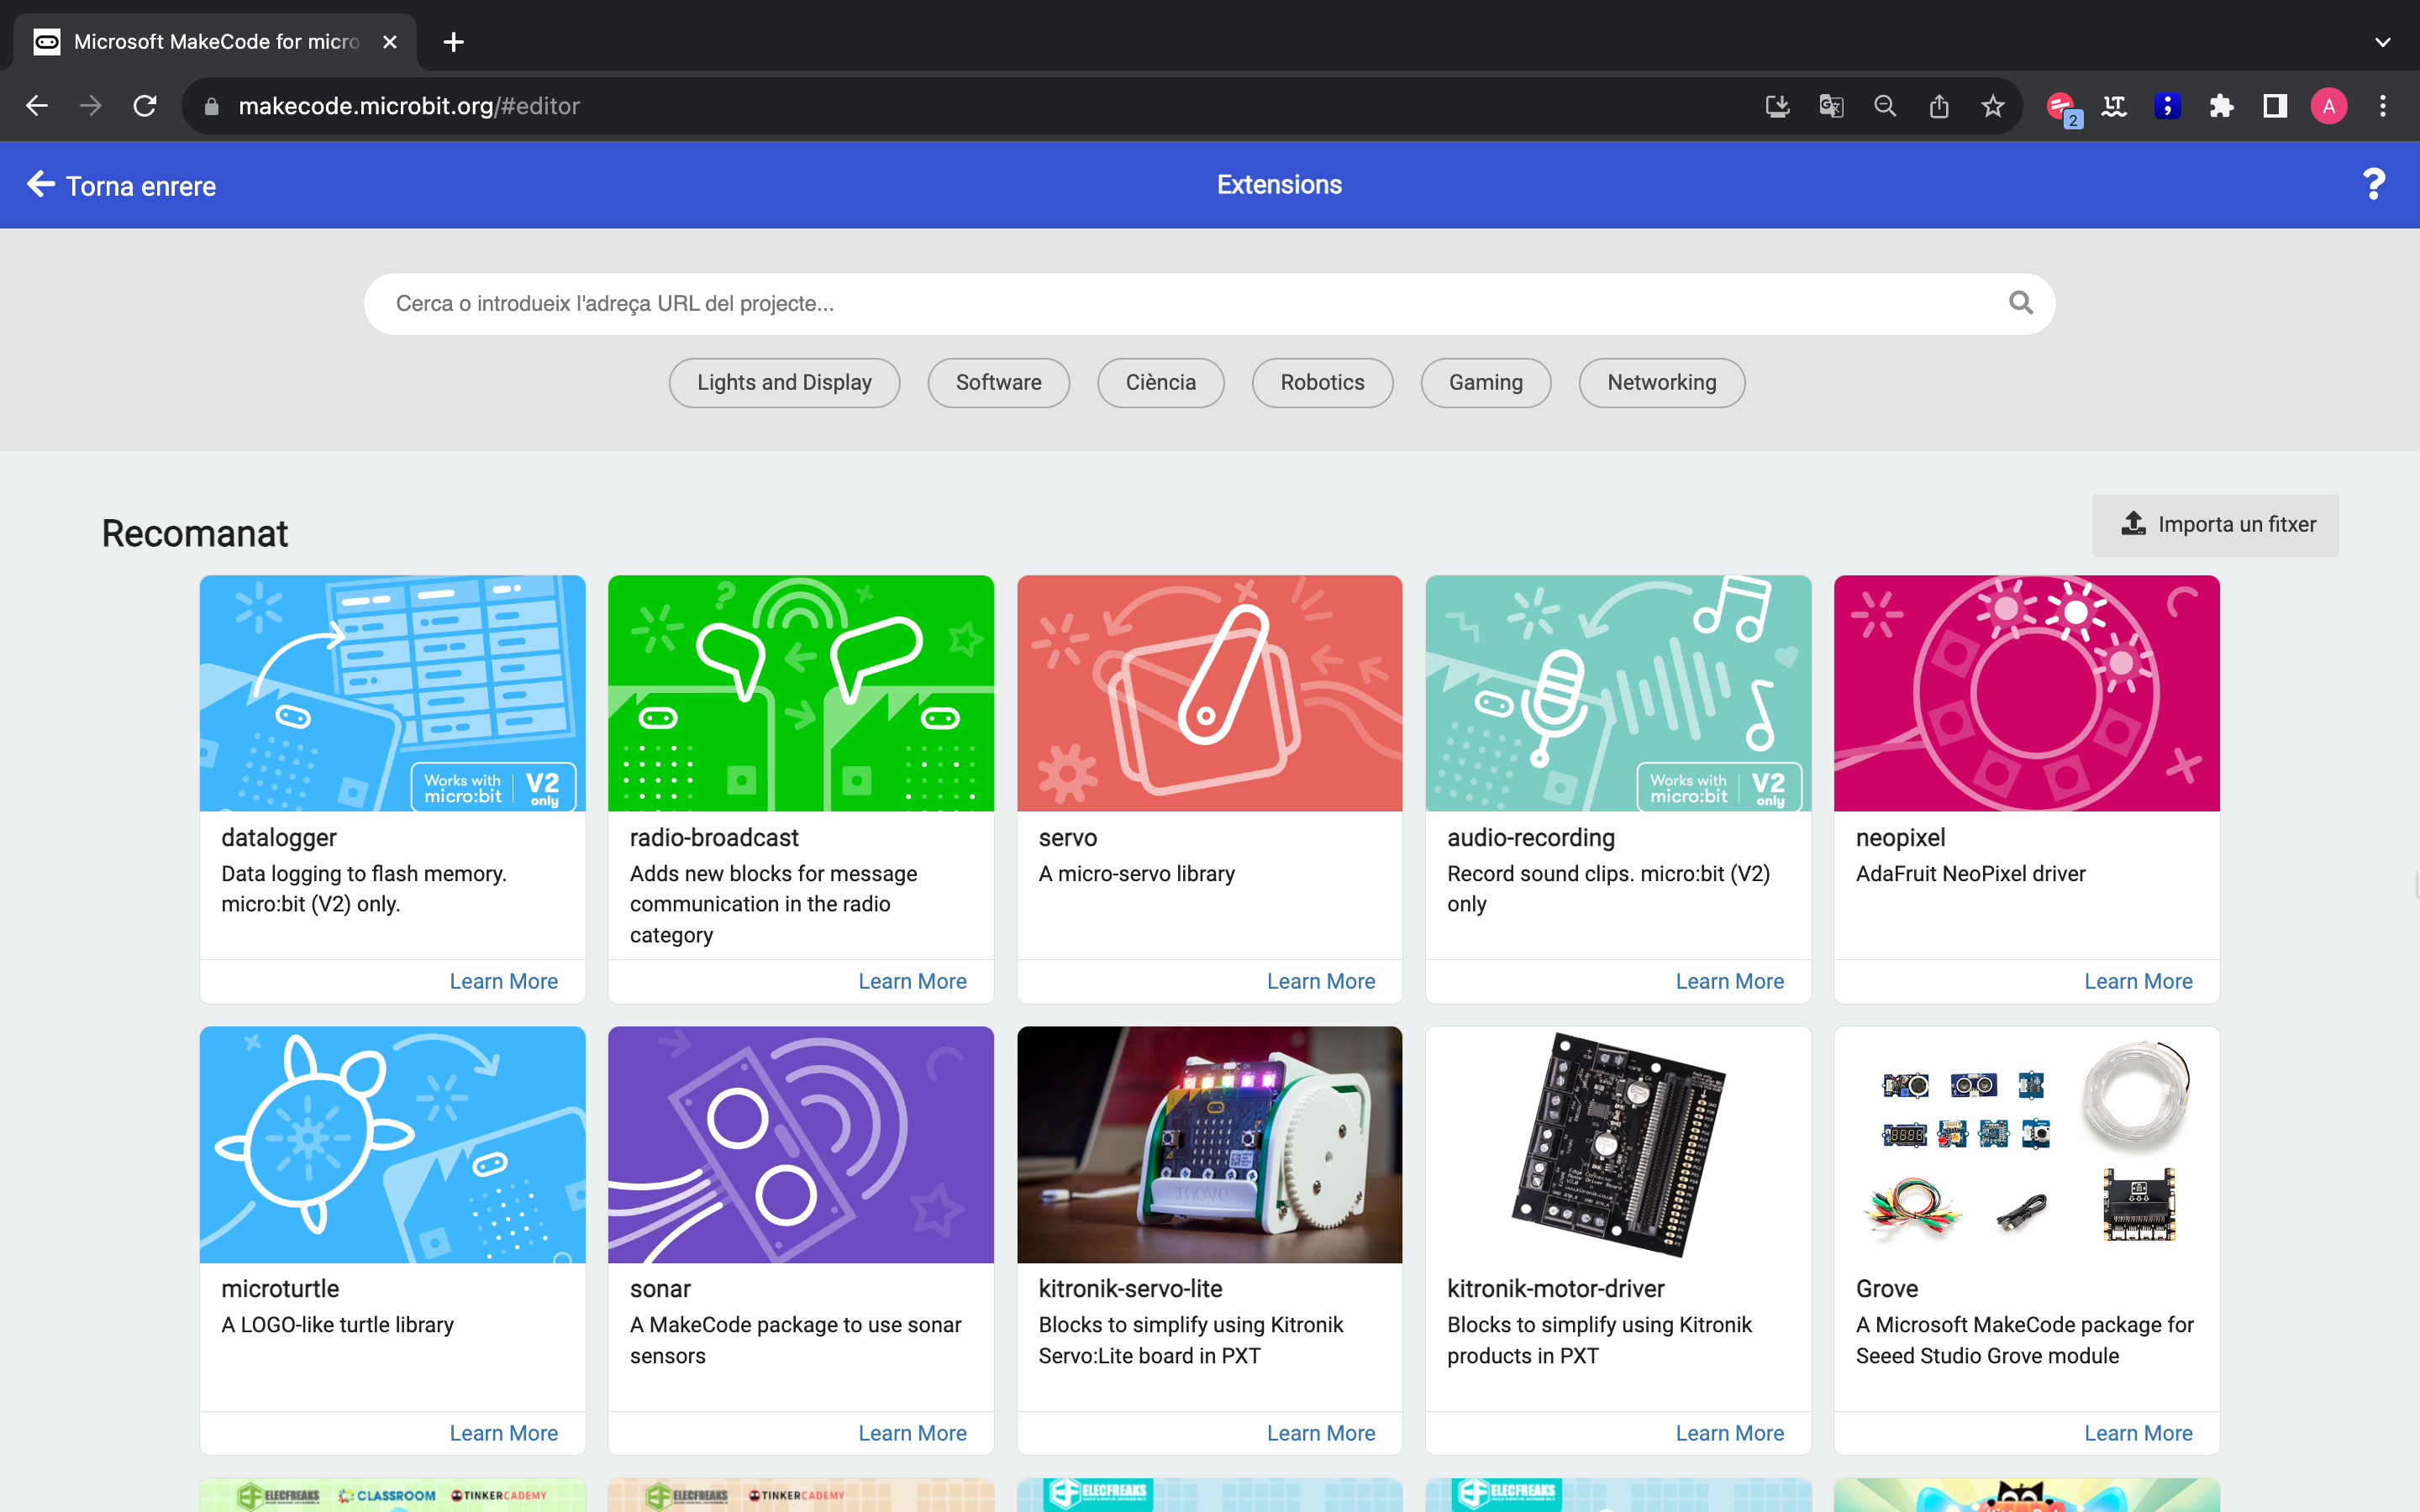 Microsoft MakeCode for micro
makecode.microbit.org/#editor
2
A
Torna enrere
Extensions
?
Cerca o introdueix l'adreça URL del projecte...
Lights and Display
Software
Ciència
Robotics
Gaming
Networking
Recomanat
Importa un fitxer
Works with micro:bit V2 only
datalogger
Data logging to flash memory.
micro:bit (V2) only.
Learn More
radio-broadcast
Adds new blocks for message
communication in the radio
category
Learn More
servo
A micro-servo library
Learn More
Works with micro:bit V2 only
audio-recording
Record sound clips. micro:bit (V2)
only
Learn More
neopixel
AdaFruit NeoPixel driver
Learn More
microturtle
A LOGO-like turtle library
Learn More
sonar
A MakeCode package to use sonar
sensors
Learn More
:move
kitronik-servo-lite
Blocks to simplify using Kitronik
Servo:Lite board in PXT
Learn More
kitronik-motor-driver
Blocks to simplify using Kitronik
products in PXT
Learn More
Grove
A Microsoft MakeCode package for
Seeed Studio Grove module
Learn More
ELECFREAKS CLASSROOM TINKERCADEMY
ELECFREAKS TINKERCADEMY
ELECFREAKS
ELECFREAKS